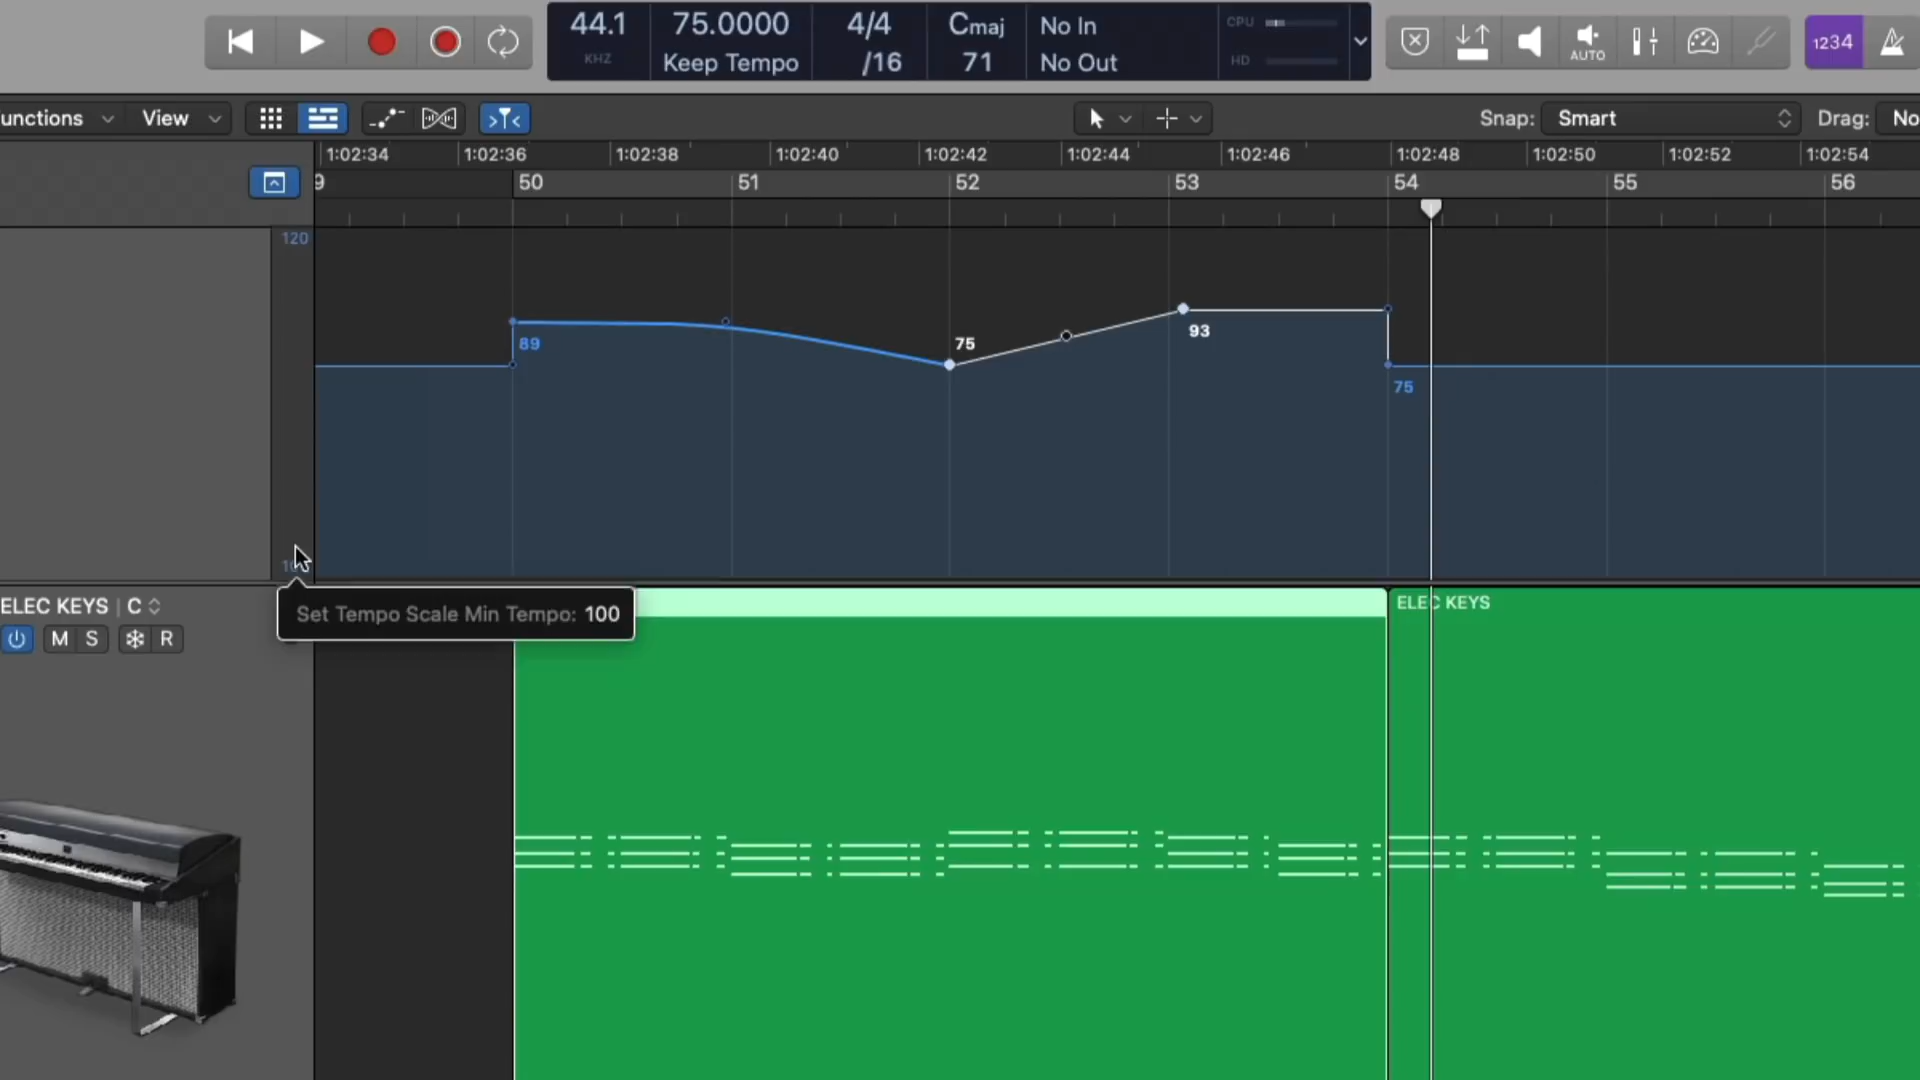 44.1 75.0000 4/4 Cmaj No In CPU
KHZ Keep Tempo /16 71 No Out HD
AUTO 1234
unctions View Snap: Smart Drag: No
1:02:34 1:02:36 1:02:38 1:02:40 1:02:42 1:02:44 1:02:46 1:02:48 1:02:50 1:02:52 1:02:54
9 50 51 52 53 54 55 56
120
89 75 93
75
Set Tempo Scale Min Tempo: 100
ELEC KEYS | C ELEC KEYS
M S R